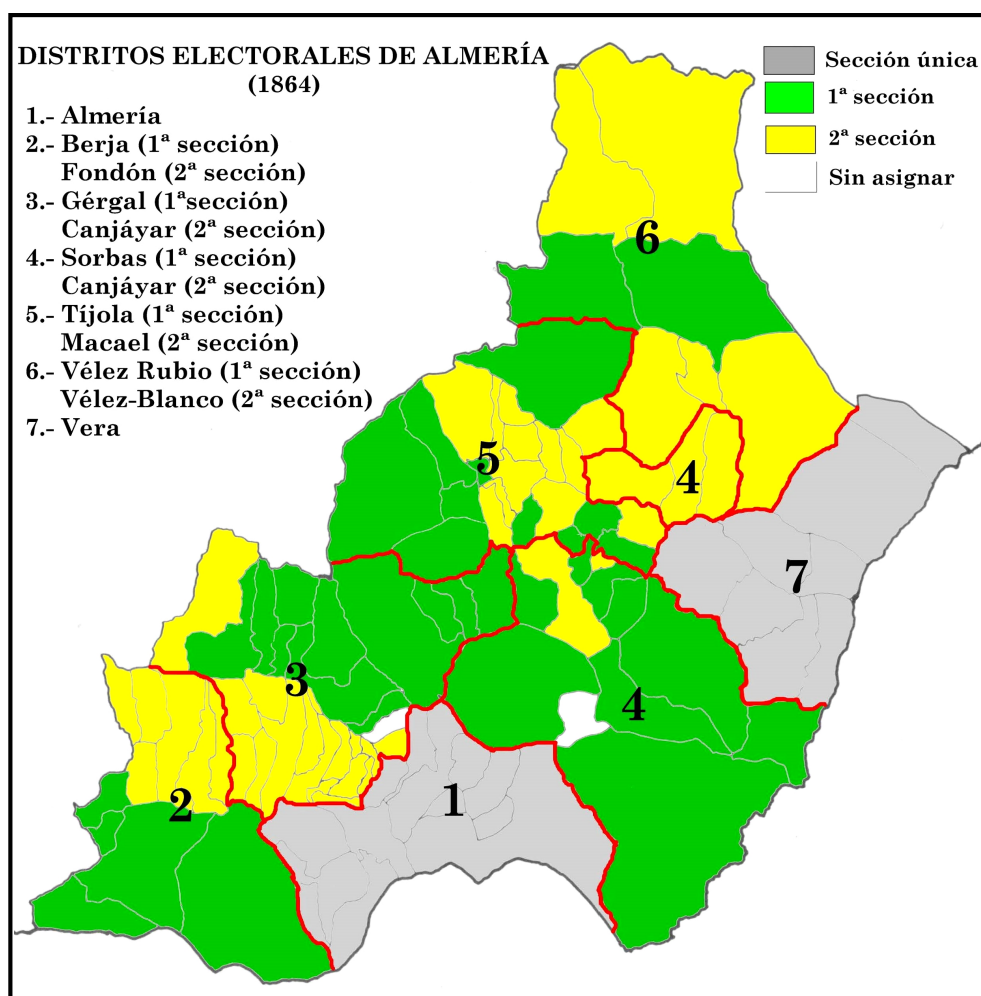 DISTRITOS ELECTORALES DE ALMERÍA
(1864)
1.- Almería
2.- Berja (1ª sección)
Fondón (2ª sección)
3.- Gérgal (1ªsección)
Canjáyar (2ª sección)
4.- Sorbas (1ª sección)
Canjáyar (2ª sección)
5.- Tíjola (1ª sección)
Macael (2ª sección)
6.- Vélez Rubio (1ª sección)
Vélez-Blanco (2ª sección)
7.- Vera
Sección única
1ª sección
2ª sección
Sin asignar
6
5
4
7
3
4
2
1